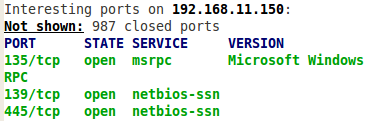 Interesting ports on 192.168.11.150:
Not shown: 987 closed ports
PORT STATE SERVICE VERSION
135/tcp open msrpc Microsoft Windows
RPC
139/tcp open netbios-ssn
445/tcp open netbios-ssn